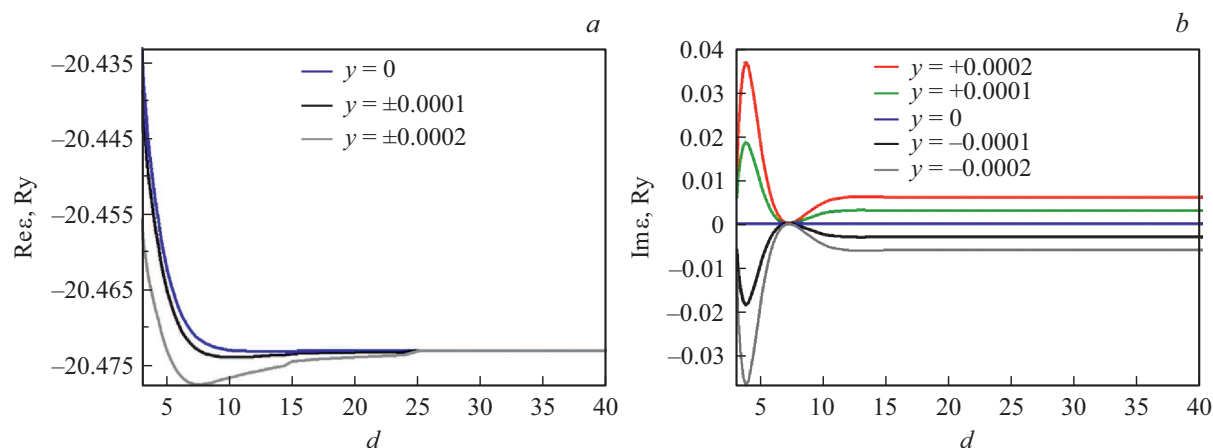 a
−20.435
−20.445
−20.455
−20.465
−20.475
Re ε, Ry
y = 0
y = ±0.0001
y = ±0.0002
5 10 15 20 25 30 35 40
d
b
0.04
0.03
0.02
0.01
0
−0.01
−0.02
−0.03
Im ε, Ry
y = +0.0002
y = +0.0001
y = 0
y = −0.0001
y = −0.0002
5 10 15 20 25 30 35 40
d